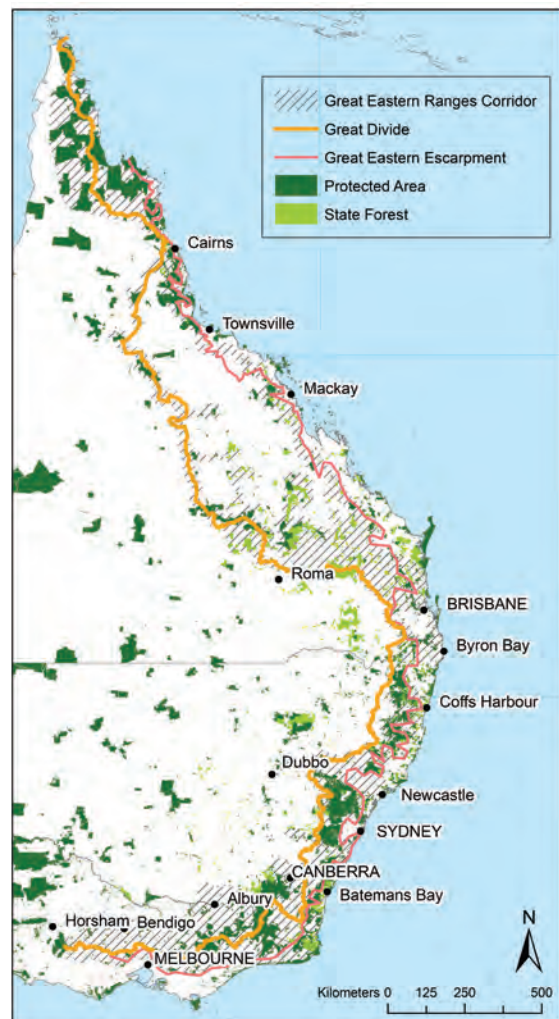 Great Eastern Ranges Corridor
Great Divide
Great Eastern Escarpment
Protected Area
State Forest
Cairns
Townsville
Mackay
Roma
BRISBANE
Byron Bay
Coffs Harbour
Dubbo
Newcastle
SYDNEY
CANBERRA
Albury
Batemans Bay
Horsham
Bendigo
MELBOURNE
N
Kilometers 0 125 250 500